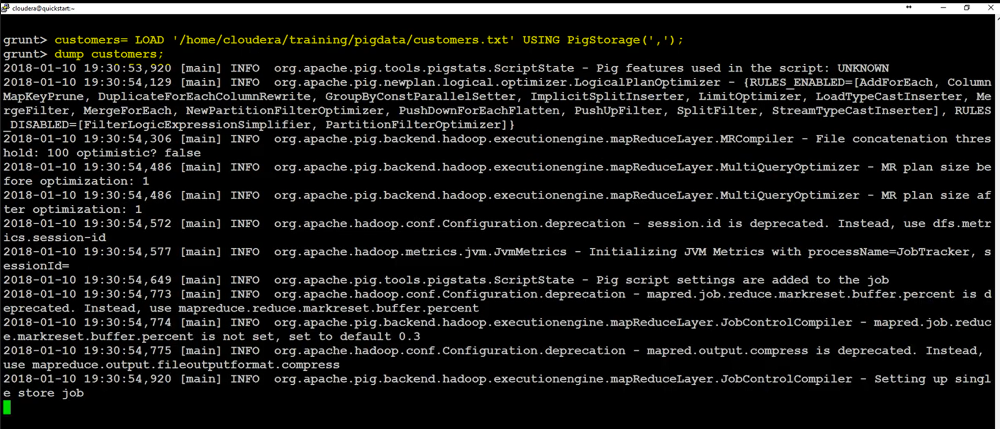 cloudera@quickstart:~
grunt> customers= LOAD '/home/cloudera/training/pigdata/customers.txt' USING PigStorage(',');
grunt> dump customers;
2018-01-10 19:30:53,920 [main] INFO  org.apache.pig.tools.pigstats.ScriptState - Pig features used in the script: UNKNOWN
2018-01-10 19:30:54,129 [main] INFO  org.apache.pig.newplan.logical.optimizer.LogicalPlanOptimizer - {RULES_ENABLED=[AddForEach, Column
MapKeyPrune, DuplicateForEachColumnRewrite, GroupByConstParallelSetter, ImplicitSplitInserter, LimitOptimizer, LoadTypeCastInserter, Me
rgeFilter, MergeForEach, NewPartitionFilterOptimizer, PushDownForEachFlatten, PushUpFilter, SplitFilter, StreamTypeCastInserter], RULES
_DISABLED=[FilterLogicExpressionSimplifier, PartitionFilterOptimizer]}
2018-01-10 19:30:54,306 [main] INFO  org.apache.pig.backend.hadoop.executionengine.mapReduceLayer.MRCompiler - File concatenation thres
hold: 100 optimistic? false
2018-01-10 19:30:54,486 [main] INFO  org.apache.pig.backend.hadoop.executionengine.mapReduceLayer.MultiQueryOptimizer - MR plan size be
fore optimization: 1
2018-01-10 19:30:54,486 [main] INFO  org.apache.pig.backend.hadoop.executionengine.mapReduceLayer.MultiQueryOptimizer - MR plan size af
ter optimization: 1
2018-01-10 19:30:54,572 [main] INFO  org.apache.hadoop.conf.Configuration.deprecation - session.id is deprecated. Instead, use dfs.metr
ics.session-id
2018-01-10 19:30:54,577 [main] INFO  org.apache.hadoop.metrics.jvm.JvmMetrics - Initializing JVM Metrics with processName=JobTracker, s
essionId=
2018-01-10 19:30:54,649 [main] INFO  org.apache.pig.tools.pigstats.ScriptState - Pig script settings are added to the job
2018-01-10 19:30:54,773 [main] INFO  org.apache.hadoop.conf.Configuration.deprecation - mapred.job.reduce.markreset.buffer.percent is d
eprecated. Instead, use mapreduce.reduce.markreset.buffer.percent
2018-01-10 19:30:54,774 [main] INFO  org.apache.pig.backend.hadoop.executionengine.mapReduceLayer.JobControlCompiler - mapred.job.reduc
e.markreset.buffer.percent is not set, set to default 0.3
2018-01-10 19:30:54,775 [main] INFO  org.apache.hadoop.conf.Configuration.deprecation - mapred.output.compress is deprecated. Instead,
use mapreduce.output.fileoutputformat.compress
2018-01-10 19:30:54,920 [main] INFO  org.apache.pig.backend.hadoop.executionengine.mapReduceLayer.JobControlCompiler - Setting up singl
e store job